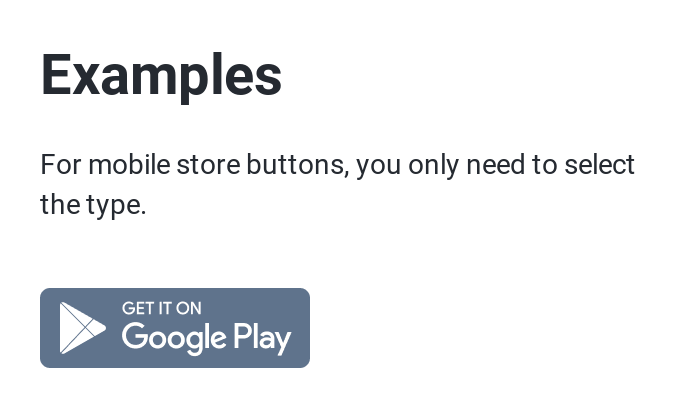 Examples
For mobile store buttons, you only need to select
the type.
GET IT ON
Google Play